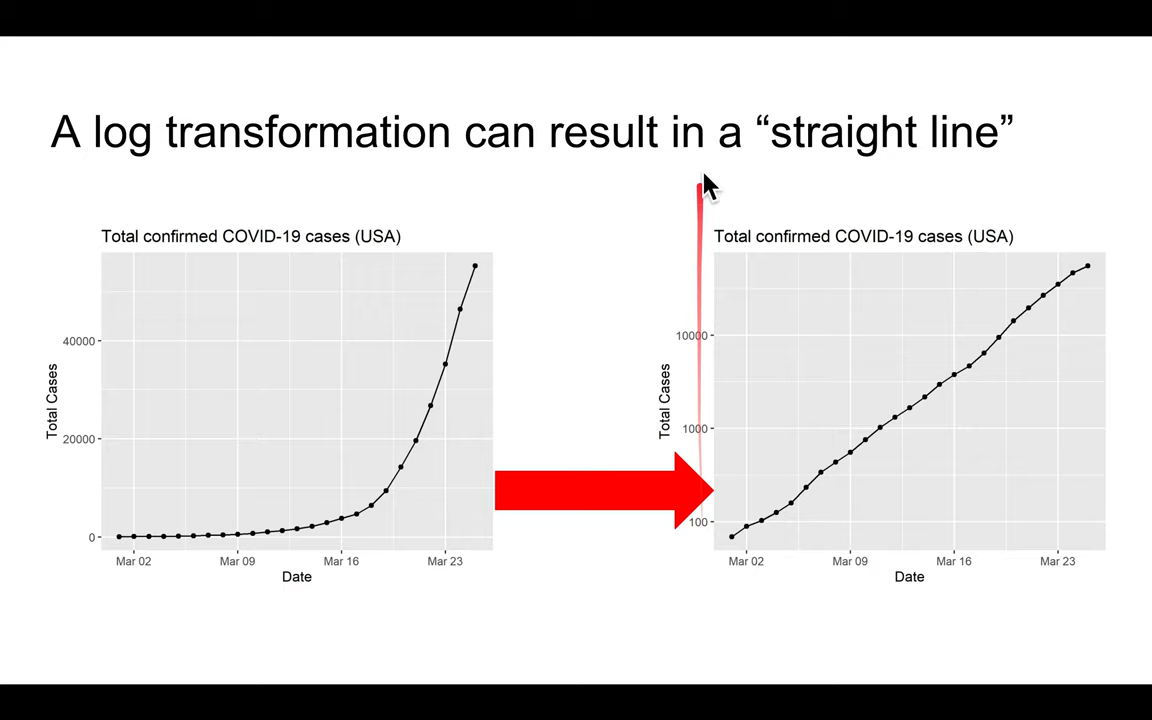 A log transformation can result in a “straight line”
Total confirmed COVID-19 cases (USA)
40000
20000
0
Total Cases
Mar 02 Mar 09 Mar 16 Mar 23
Date
Total confirmed COVID-19 cases (USA)
10000
1000
100
Total Cases
Mar 02 Mar 09 Mar 16 Mar 23
Date